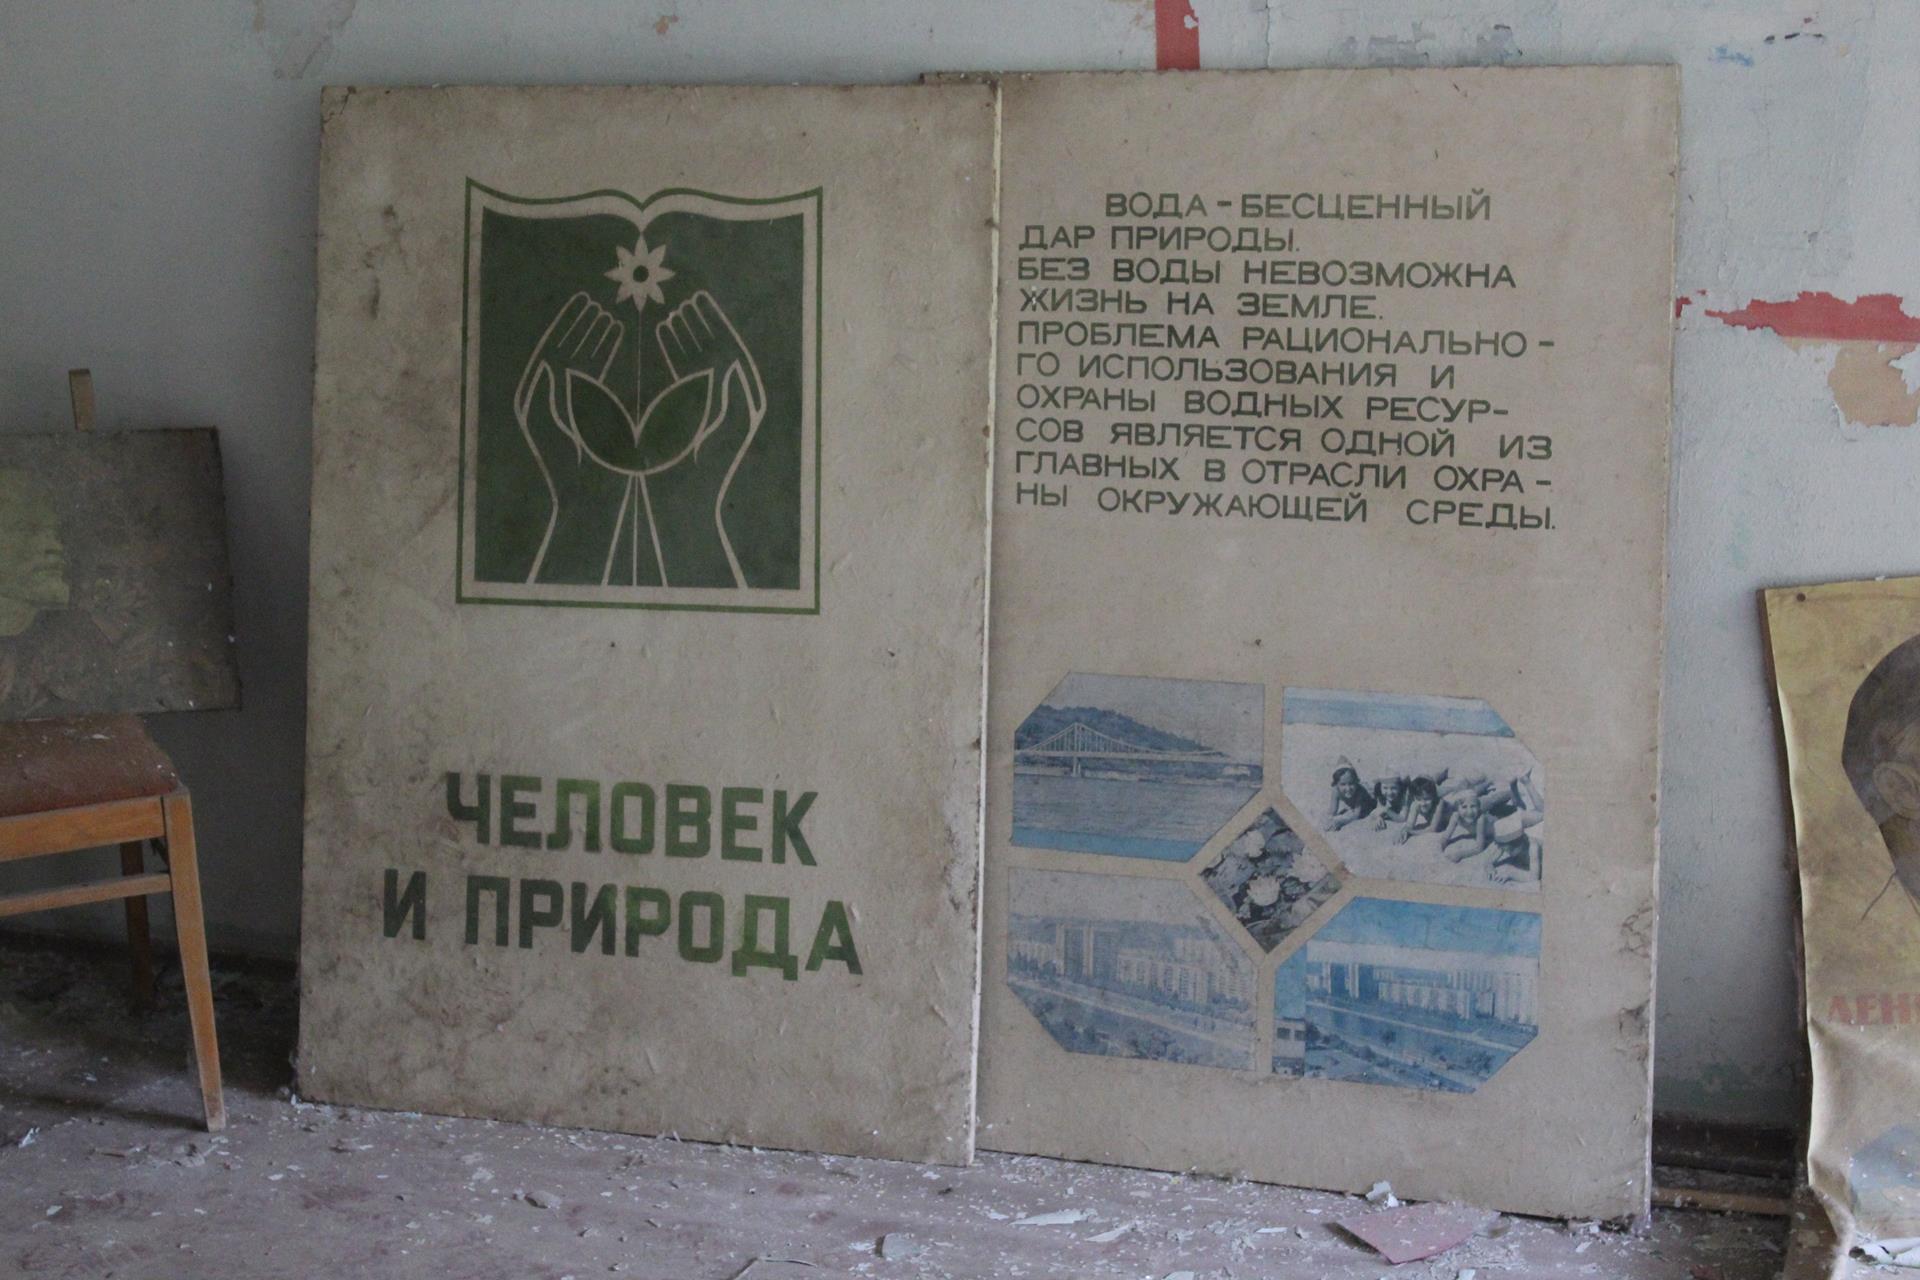 ЧЕЛОВЕК
И ПРИРОДА
ВОДА - БЕСЦЕННЫЙ
ДАР ПРИРОДЫ.
БЕЗ ВОДЫ НЕВОЗМОЖНА
ЖИЗНЬ НА ЗЕМЛЕ.
ПРОБЛЕМА РАЦИОНАЛЬНО -
ГО ИСПОЛЬЗОВАНИЯ И
ОХРАНЫ ВОДНЫХ РЕСУР-
СОВ ЯВЛЯЕТСЯ ОДНОЙ ИЗ
ГЛАВНЫХ В ОТРАСЛИ ОХРА -
НЫ ОКРУЖАЮЩЕЙ СРЕДЫ.